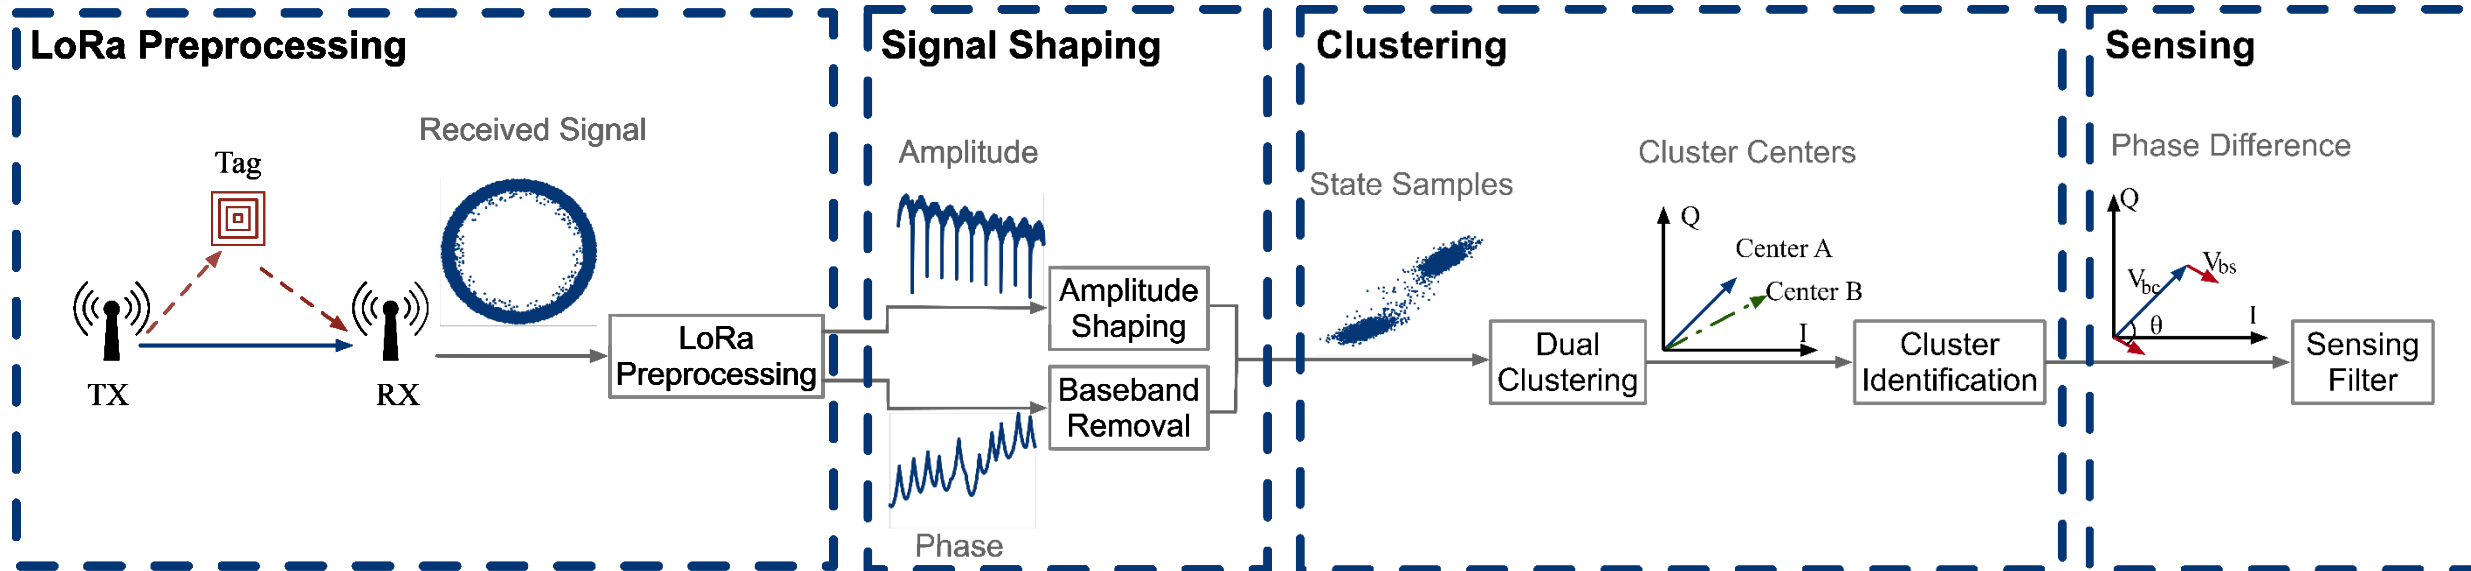 LoRa Preprocessing
Received Signal
Tag
TX
RX
LoRa
Preprocessing
Signal Shaping
Amplitude
Amplitude
Shaping
Baseband
Removal
Phase
Clustering
State Samples
Dual
Clustering
Cluster Centers
Q
Center A
Center B
I
Cluster
Identification
Sensing
Phase Difference
Q
Vbs
Vbc
θ
I
Sensing
Filter